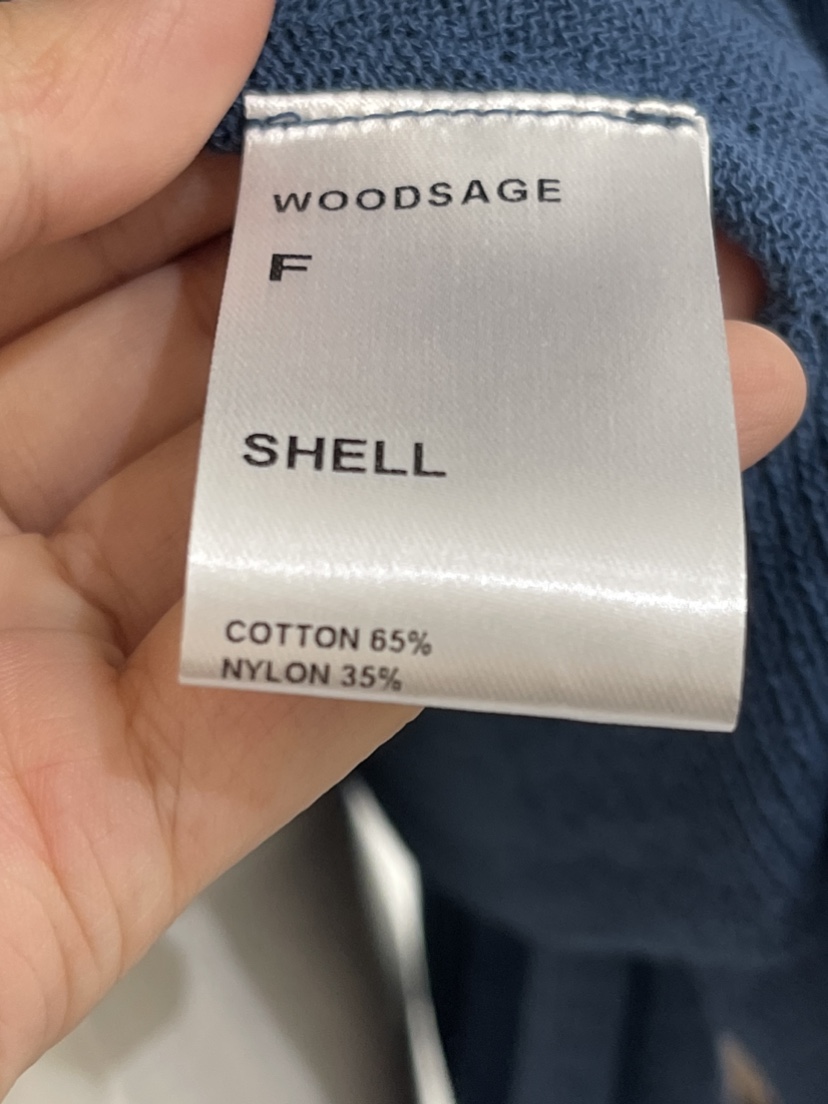 WOODSAGE
F
SHELL
COTTON 65%
NYLON 35%